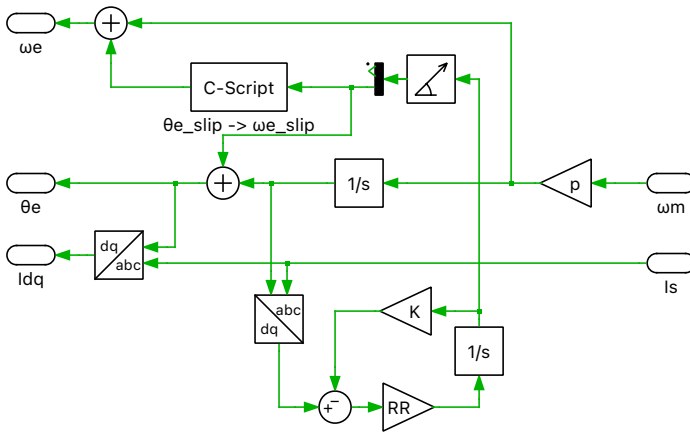 ωe
C-Script
θe_slip -> ωe_slip
θe
1/s
p
ωm
dq
abc
Idq
Is
abc
dq
K
1/s
RR